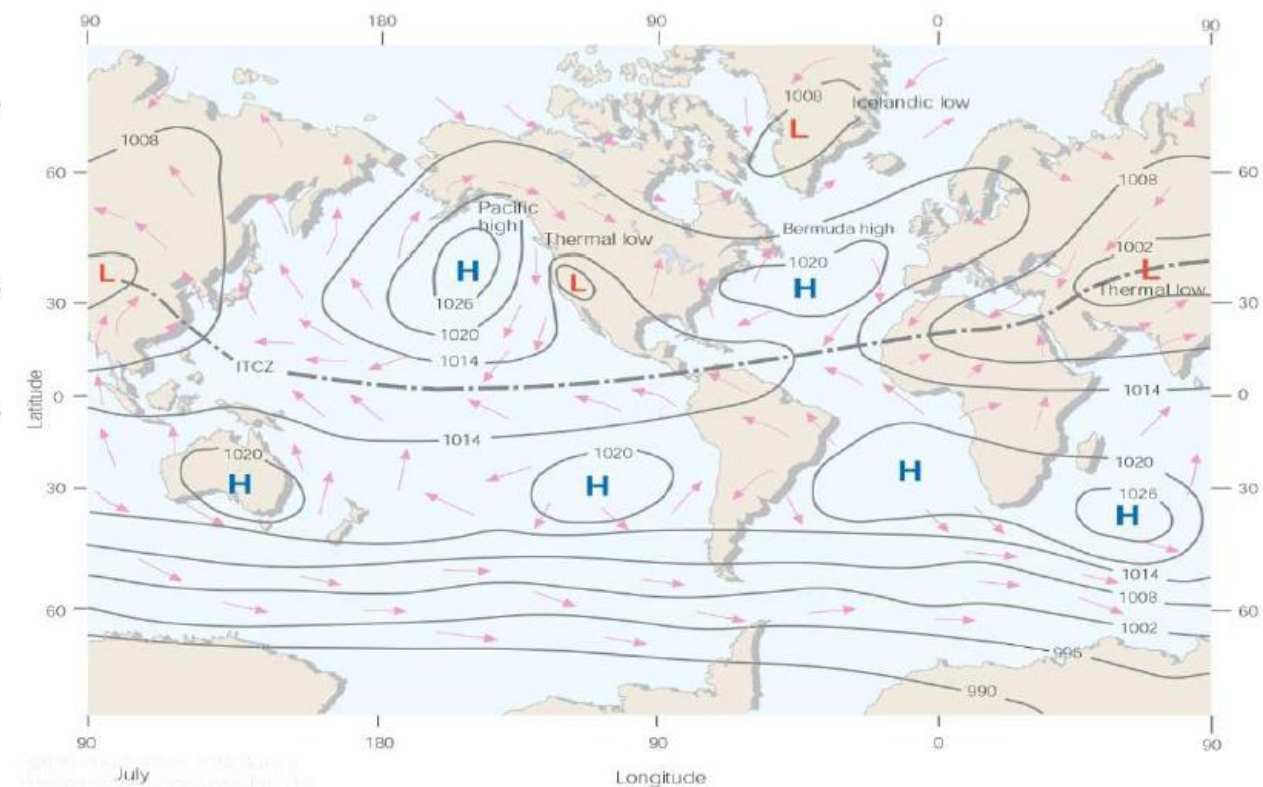 90 180 90 0 90
1008
Icelandic low
1008
60 60
1008
Pacific
high
Bermuda high
Thermal low
1002
1020
L
H
L
H
L
L
Thermal low
1026
30 30
1020
1014
ITCZ
1014
0 0
Latitude
1014
1020
1020
1020
H
H
H
1026
30 30
H
1014
1008
60 60
1002
996
990
90 180 90 0 90
July
Longitude